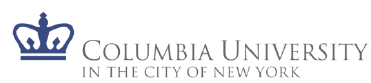 COLUMBIA UNIVERSITY
IN THE CITY OF NEW YORK